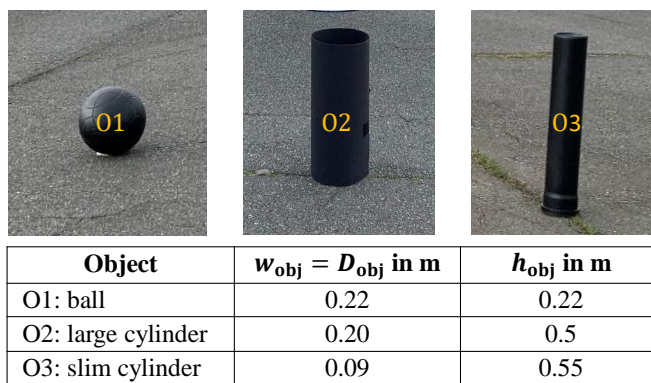 O1
O2
O3
Object w_obj = D_obj in m h_obj in m
O1: ball 0.22 0.22
O2: large cylinder 0.20 0.5
O3: slim cylinder 0.09 0.55